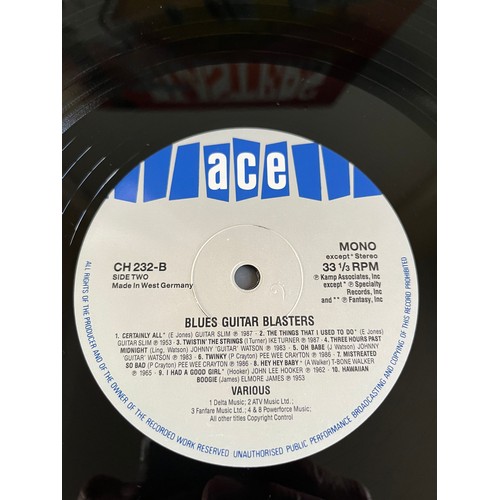 ace
CH 232-B
SIDE TWO
Made in West Germany
MONO
except * Stereo
33 1/3 RPM
℗ Kamp Associates, Inc
except * ℗ Specialty
Records, Inc
and ** ℗ Fantasy, Inc
BLUES GUITAR BLASTERS
1. CERTAINLY ALL* (E Jones) GUITAR SLIM ℗ 1987 · 2. THE THINGS THAT I USED TO DO* (E Jones)
GUITAR SLIM ℗ 1953 · 3. TWISTIN' THE STRINGS (I Turner) IKE TURNER ℗ 1987 · 4. THREE HOURS PAST
MIDNIGHT (Ling, J Watson) JOHNNY 'GUITAR' WATSON ℗ 1983 · 5. OH BABE (J Watson) JOHNNY
'GUITAR' WATSON ℗ 1986 · 6. TWINKY (P Crayton) PEE WEE CRAYTON ℗ 1986 · 7. MISTREATED
SO BAD (P Crayton) PEE WEE CRAYTON ℗ 1986 · 8. HEY HEY BABY* (A Walker) T-BONE WALKER
℗ 1965 · 9. I HAD A GOOD GIRL** (Hooker) JOHN LEE HOOKER ℗ 1962 · 10. HAWAIIAN
BOOGIE (James) ELMORE JAMES ℗ 1953
VARIOUS
1 Delta Music; 2 ATV Music Ltd.;
3 Fanfare Music Ltd.; 4 & 8 Powerforce Music;
All other titles Copyright Control
ALL RIGHTS OF THE PRODUCER AND OF THE OWNER OF THE RECORDED WORK RESERVED UNAUTHORISED PUBLIC PERFORMANCE BROADCASTING AND COPYING OF THIS RECORD PROHIBITED